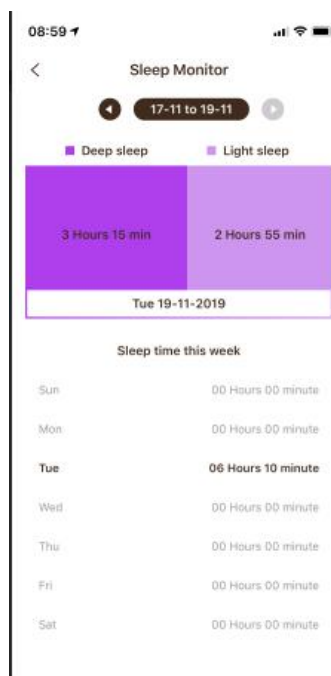 08:59
Sleep Monitor
17-11 to 19-11
Deep sleep Light sleep
3 Hours 15 min 2 Hours 55 min
Tue 19-11-2019
Sleep time this week
Sun 00 Hours 00 minute
Mon 00 Hours 00 minute
Tue 06 Hours 10 minute
Wed 00 Hours 00 minute
Thu 00 Hours 00 minute
Fri 00 Hours 00 minute
Sat 00 Hours 00 minute